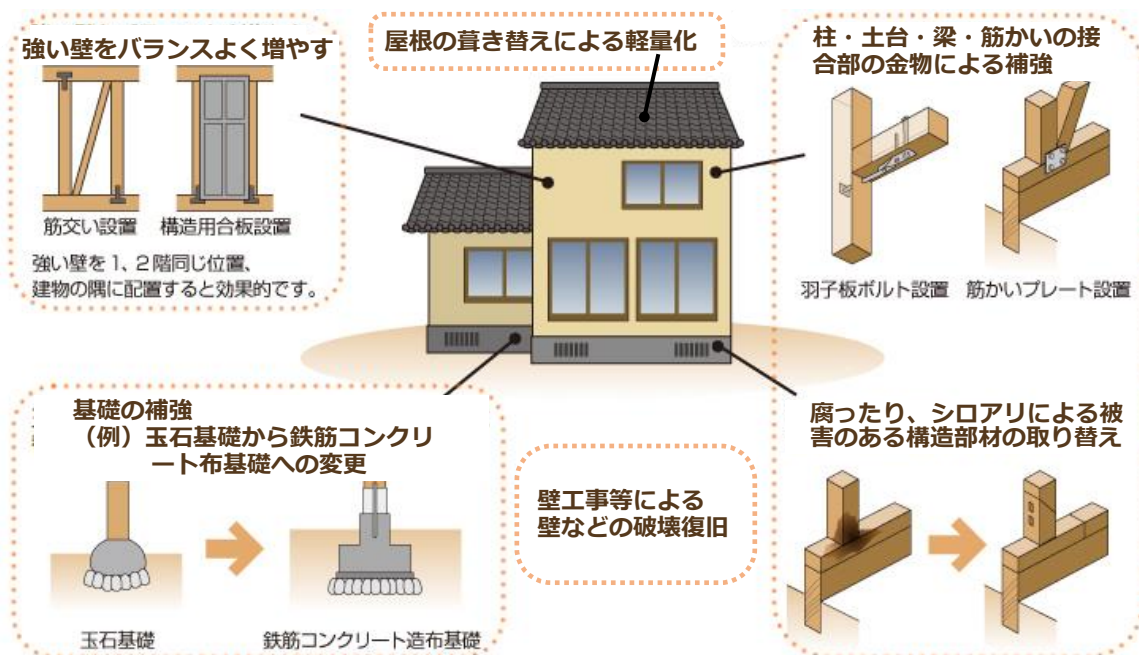 強い壁をバランスよく増やす
筋交い設置
構造用合板設置
強い壁を1、2階同じ位置、
建物の隅に配置すると効果的です。
屋根の葺き替えによる軽量化
柱・土台・梁・筋かいの接
合部の金物による補強
羽子板ボルト設置
筋かいプレート設置
基礎の補強
（例）玉石基礎から鉄筋コンクリ
ート布基礎への変更
玉石基礎
鉄筋コンクリート造布基礎
壁工事等による
壁などの破壊復旧
腐ったり、シロアリによる被
害のある構造部材の取り替え